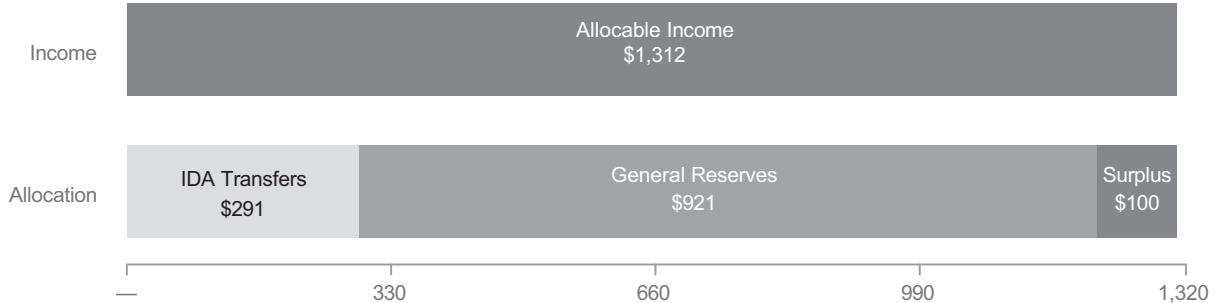 Income
Allocable Income
$1,312
Allocation
IDA Transfers
$291
General Reserves
$921
Surplus
$100
— 330 660 990 1,320